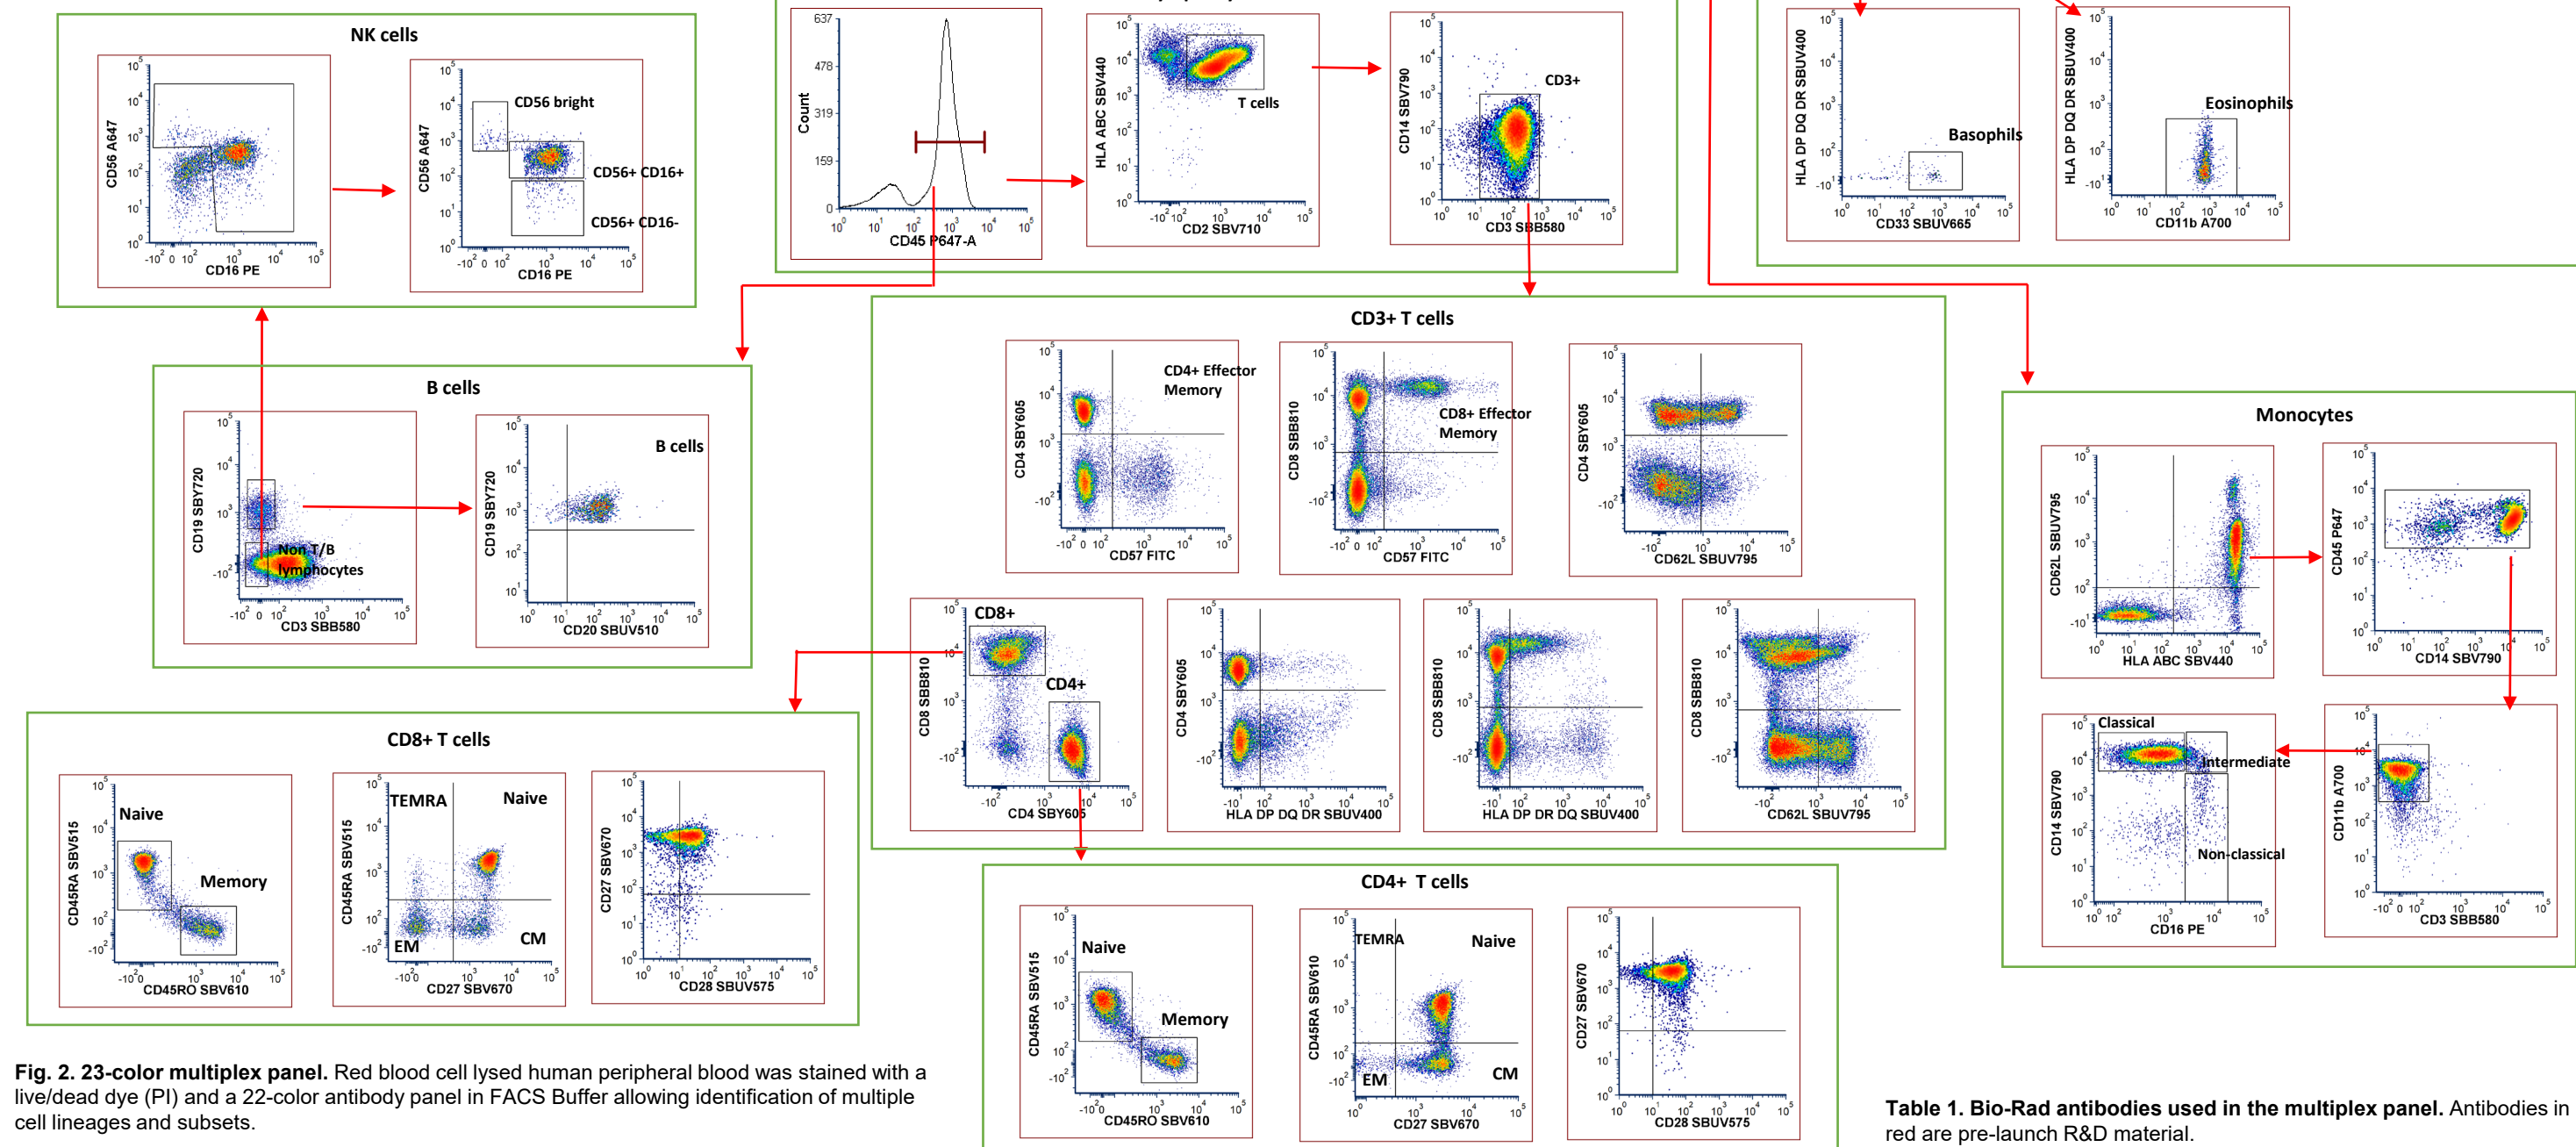 NK cells
CD56 A647
CD16 PE
CD56 A647
CD56 bright
CD56+ CD16+
CD56+ CD16-
CD16 PE
637
478
319
159
0
Count
CD45 P647-A
HLA ABC SBV440
T cells
CD2 SBV710
CD14 SBV790
CD3+
CD3 SBB580
HLA DP DQ DR SBUV400
Basophils
CD33 SBUV665
HLA DP DQ DR SBUV400
Eosinophils
CD11b A700
B cells
CD19 SBY720
Non T/B
lymphocytes
CD3 SBB580
CD19 SBY720
B cells
CD20 SBUV510
CD3+ T cells
CD4 SBY605
CD4+ Effector
Memory
CD57 FITC
CD8 SBB810
CD8+ Effector
Memory
CD57 FITC
CD4 SBY605
CD62L SBUV795
CD8+
CD4+
CD8 SBB810
CD4 SBY605
CD4 SBY605
HLA DP DQ DR SBUV400
CD8 SBB810
HLA DP DR DQ SBUV400
CD8 SBB810
CD62L SBUV795
Monocytes
CD62L SBUV795
HLA ABC SBV440
CD45 P647
CD14 SBV790
Classical
Intermediate
Non-classical
CD14 SBV790
CD16 PE
CD11b A700
CD3 SBB580
CD8+ T cells
Naive
Memory
CD45RA SBV515
CD45RO SBV610
TEMRA
Naive
EM
CM
CD45RA SBV515
CD27 SBV670
CD27 SBV670
CD28 SBUV575
CD4+ T cells
Naive
Memory
CD45RA SBV515
CD45RO SBV610
TEMRA
Naive
EM
CM
CD45RA SBV610
CD27 SBV670
CD27 SBV670
CD28 SBUV575
Fig. 2. 23-color multiplex panel. Red blood cell lysed human peripheral blood was stained with a
live/dead dye (PI) and a 22-color antibody panel in FACS Buffer allowing identification of multiple
cell lineages and subsets.
Table 1. Bio-Rad antibodies used in the multiplex panel. Antibodies in
red are pre-launch R&D material.